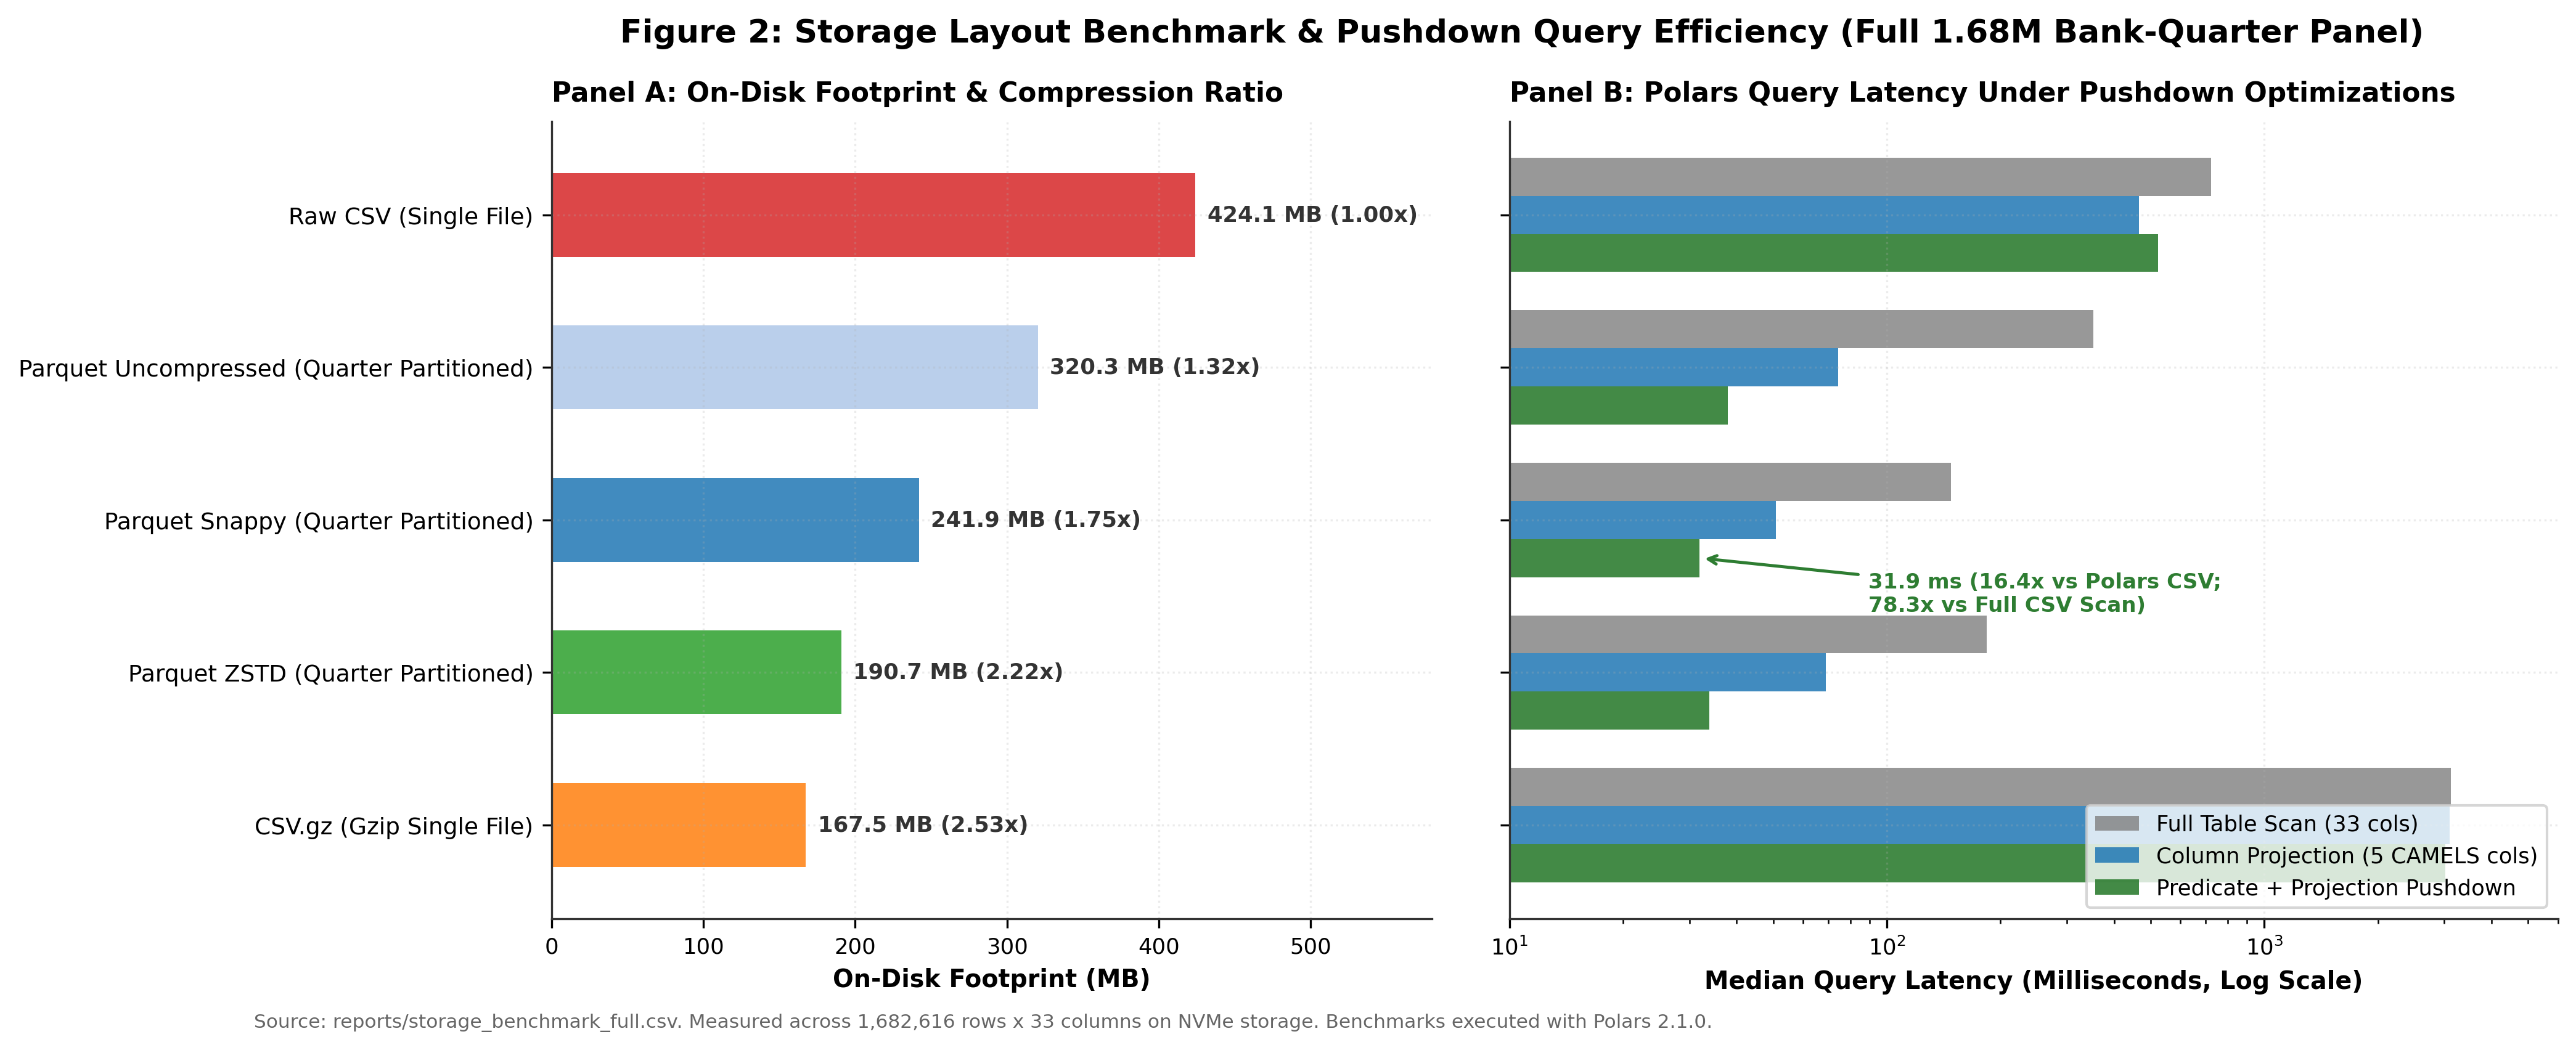 Figure 2: Storage Layout Benchmark & Pushdown Query Efficiency (Full 1.68M Bank-Quarter Panel)
Panel A: On-Disk Footprint & Compression Ratio
Raw CSV (Single File)
424.1 MB (1.00x)
Parquet Uncompressed (Quarter Partitioned)
320.3 MB (1.32x)
Parquet Snappy (Quarter Partitioned)
241.9 MB (1.75x)
Parquet ZSTD (Quarter Partitioned)
190.7 MB (2.22x)
CSV.gz (Gzip Single File)
167.5 MB (2.53x)
0 100 200 300 400 500
On-Disk Footprint (MB)
Panel B: Polars Query Latency Under Pushdown Optimizations
31.9 ms (16.4x vs Polars CSV;
78.3x vs Full CSV Scan)
Full Table Scan (33 cols)
Column Projection (5 CAMELS cols)
Predicate + Projection Pushdown
10¹ 10² 10³
Median Query Latency (Milliseconds, Log Scale)
Source: reports/storage_benchmark_full.csv. Measured across 1,682,616 rows x 33 columns on NVMe storage. Benchmarks executed with Polars 2.1.0.